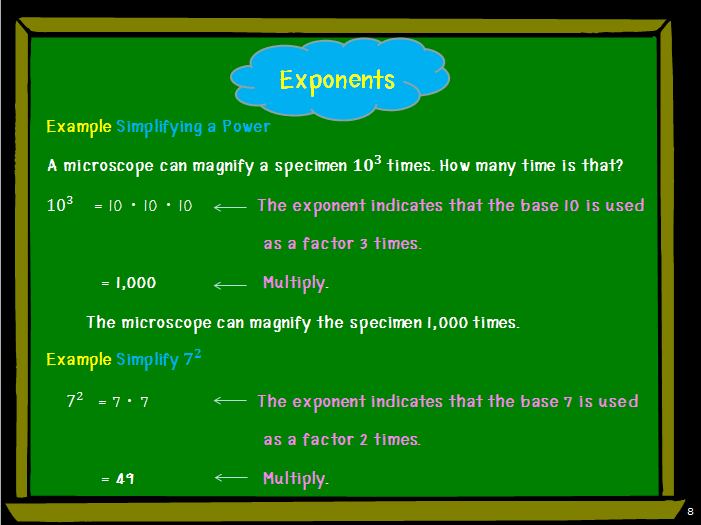 Exponents
Example Simplifying a Power
A microscope can magnify a specimen 10³ times. How many time is that?
10³ = 10 · 10 · 10 ← The exponent indicates that the base 10 is used
as a factor 3 times.
= 1,000 ← Multiply.
The microscope can magnify the specimen 1,000 times.
Example Simplify 7²
7² = 7 · 7 ← The exponent indicates that the base 7 is used
as a factor 2 times.
= 49 ← Multiply.
8